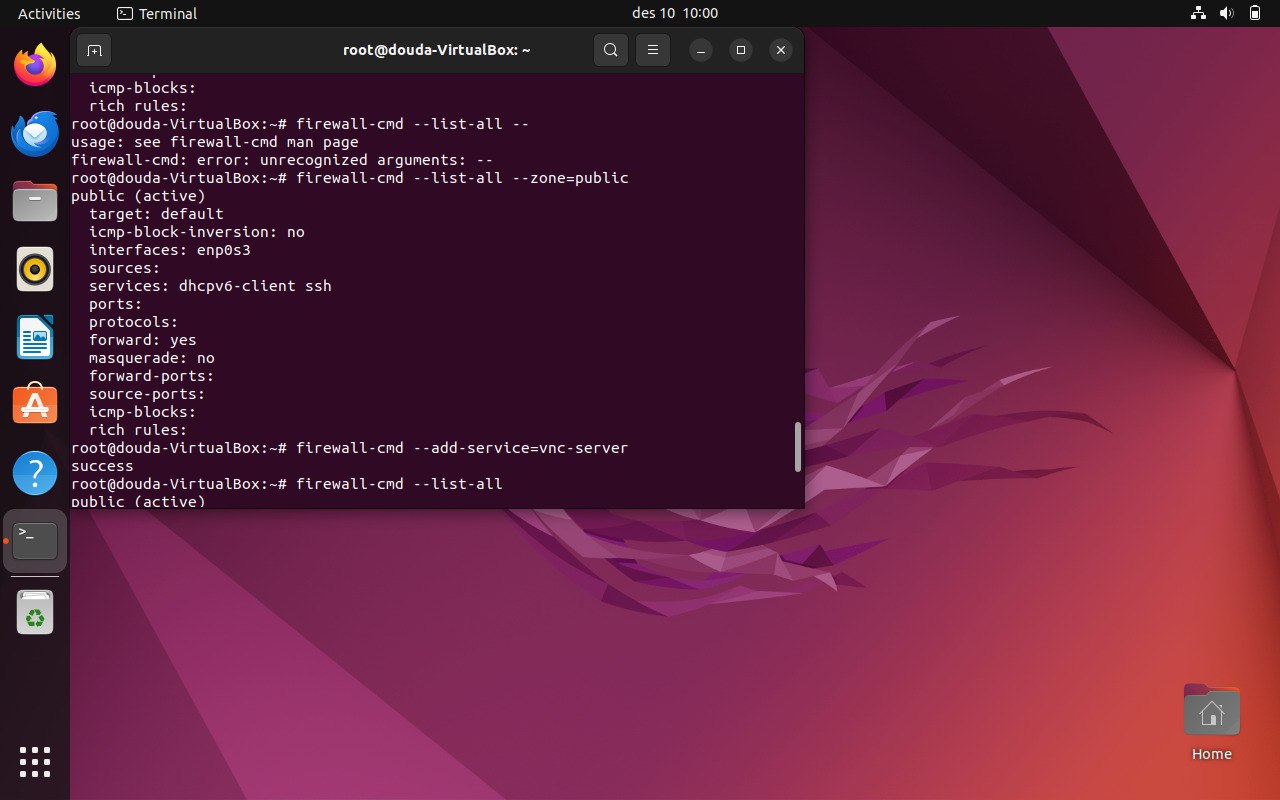 Activities
Terminal
des 10 10:00
root@douda-VirtualBox: ~
icmp-blocks:
rich rules:
root@douda-VirtualBox:~# firewall-cmd --list-all --
usage: see firewall-cmd man page
firewall-cmd: error: unrecognized arguments: --
root@douda-VirtualBox:~# firewall-cmd --list-all --zone=public
public (active)
target: default
icmp-block-inversion: no
interfaces: enp0s3
sources:
services: dhcpv6-client ssh
ports:
protocols:
forward: yes
masquerade: no
forward-ports:
source-ports:
icmp-blocks:
rich rules:
root@douda-VirtualBox:~# firewall-cmd --add-service=vnc-server
success
root@douda-VirtualBox:~# firewall-cmd --list-all
public (active)
Home